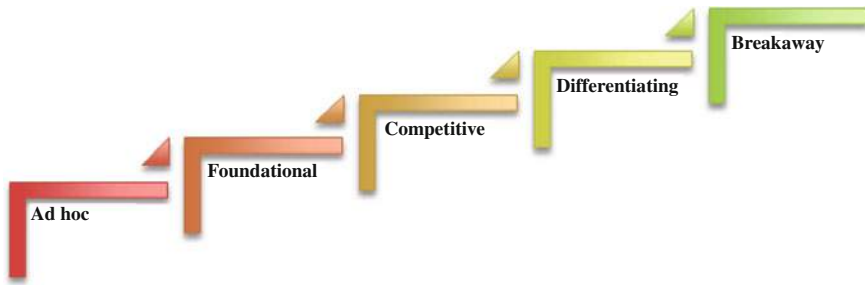 Ad hoc
Foundational
Competitive
Differentiating
Breakaway